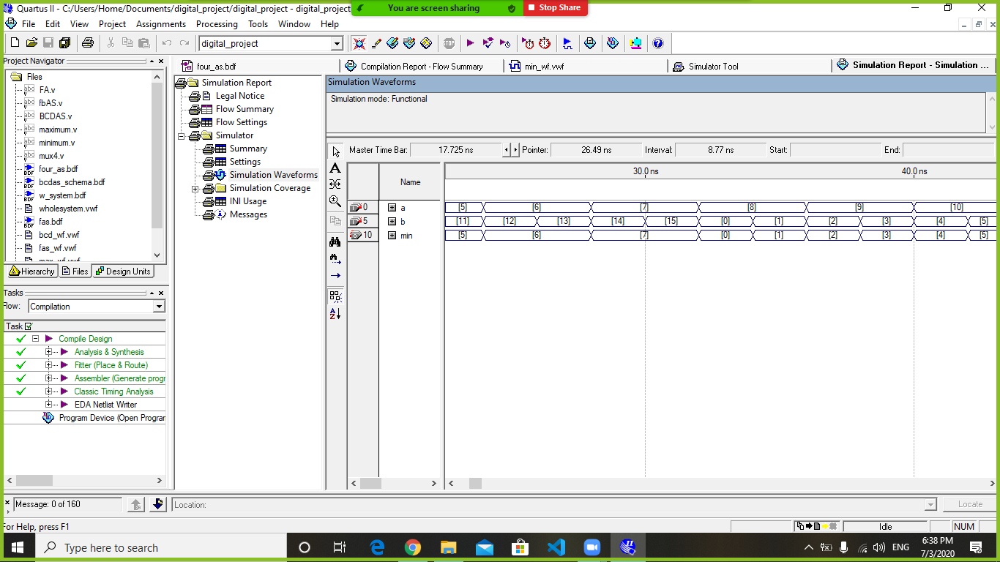 Quartus II - C:/Users/Home/Documents/digital_project/digital_project - digital_project
You are screen sharing
Stop Share
File Edit View Project Assignments Processing Tools Window Help
digital_project
STOP
Project Navigator
Files
FA.v
fbAS.v
BCDAS.v
maximum.v
minimum.v
mux4.v
four_as.bdf
bcdas_schema.bdf
w_system.bdf
wholesystem.vwf
fas.bdf
bcd_wf.vwf
fas_wf.vwf
max_wf.vwf
Hierarchy Files Design Units
Tasks
Flow: Compilation
Task
Compile Design
Analysis & Synthesis
Fitter (Place & Route)
Assembler (Generate progr
Classic Timing Analysis
EDA Netlist Writer
Program Device (Open Prograr
four_as.bdf
Compilation Report - Flow Summary
min_wf.vwf
Simulator Tool
Simulation Report - Simulation ...
Simulation Report
Legal Notice
Flow Summary
Flow Settings
Simulator
Summary
Settings
Simulation Waveforms
Simulation Coverage
INI Usage
Messages
Simulation Waveforms
Simulation mode: Functional
Master Time Bar: 17.725 ns Pointer: 26.49 ns Interval: 8.77 ns Start: End:
Name
30.0 ns 40.0 ns
0 a [5] [6] [7] [8] [9] [10]
5 b [11] [12] [13] [14] [15] [0] [1] [2] [3] [4] [5]
10 min [5] [6] [7] [0] [1] [2] [3] [4] [5]
Message: 0 of 160
Location:
Locate
For Help, press F1
Idle
NUM
Type here to search
ENG
6:38 PM
7/3/2020